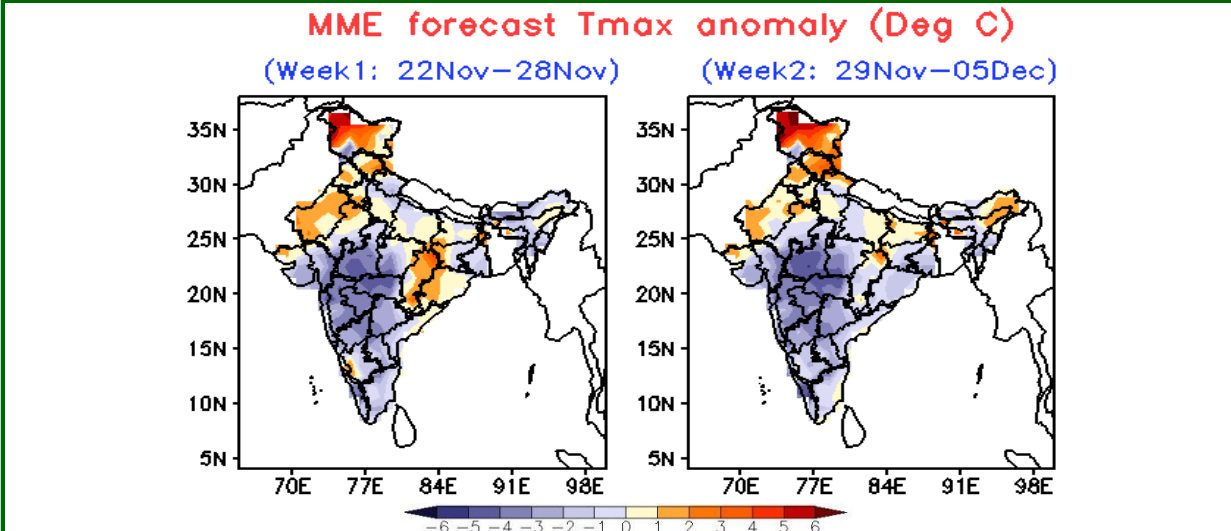 MME forecast Tmax anomaly (Deg C)
(Week1: 22Nov-28Nov) (Week2: 29Nov-05Dec)
35N 35N
30N 30N
25N 25N
20N 20N
15N 15N
10N 10N
5N 5N
70E 77E 84E 91E 98E 70E 77E 84E 91E 98E
-6 -5 -4 -3 -2 -1 0 1 2 3 4 5 6